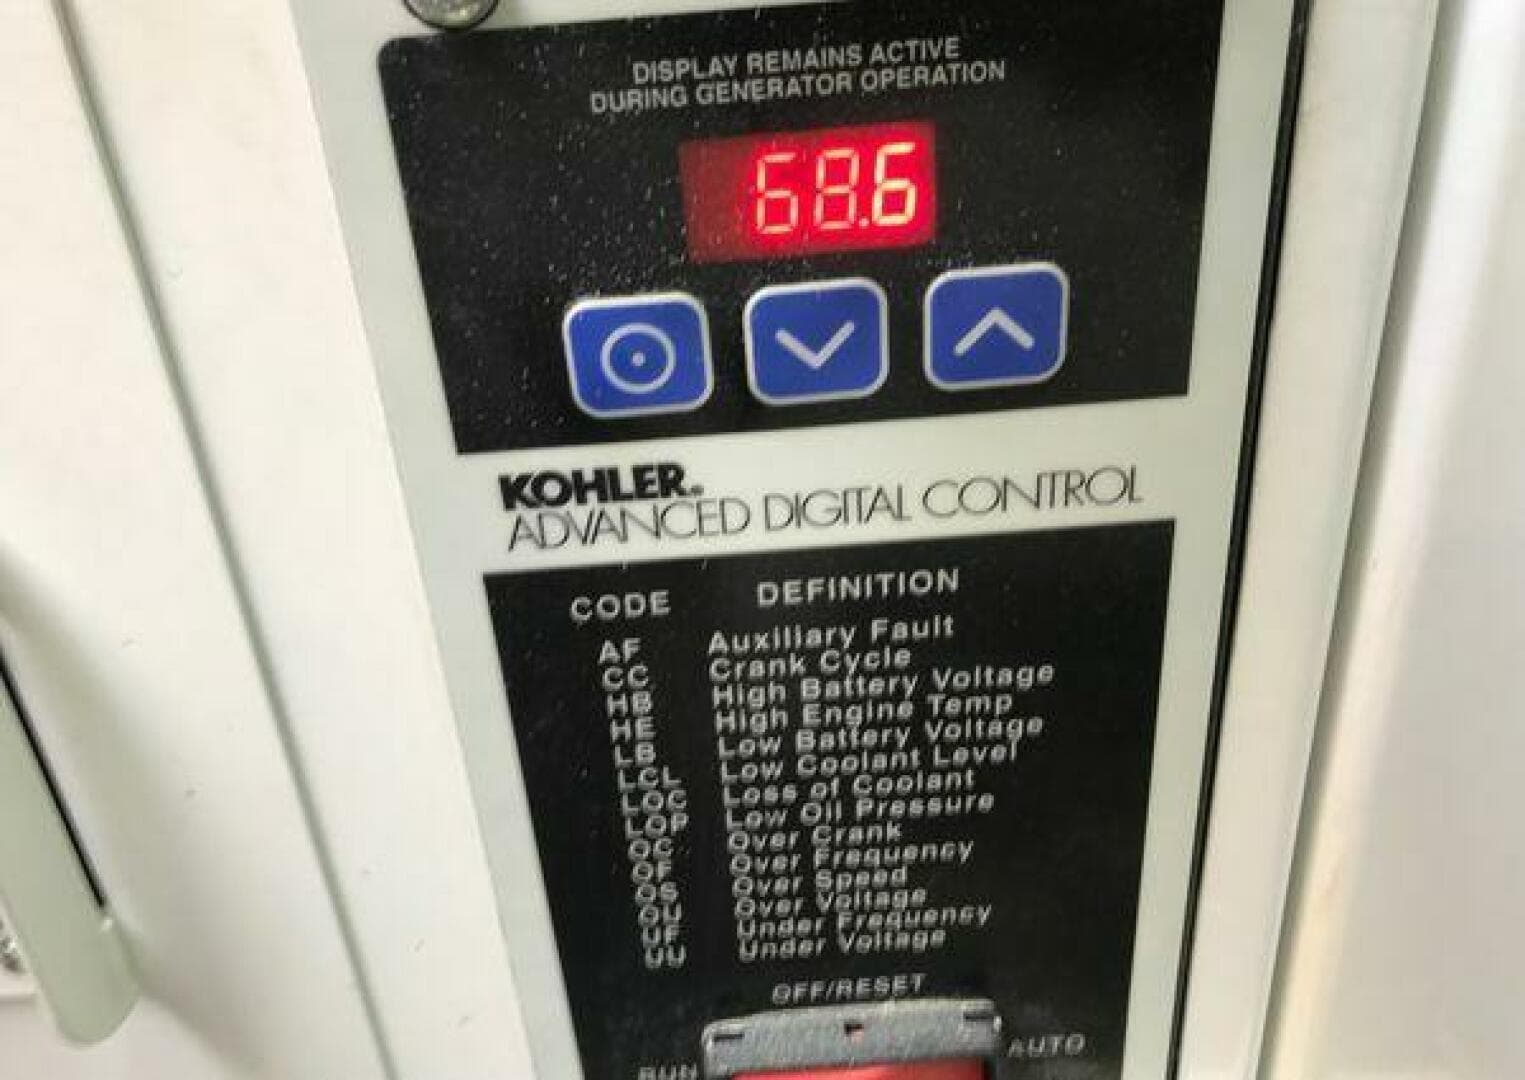 DISPLAY REMAINS ACTIVE
DURING GENERATOR OPERATION
68.6
KOHLER®
ADVANCED DIGITAL CONTROL
CODE DEFINITION
AF Auxiliary Fault
CC Crank Cycle
HB High Battery Voltage
HE High Engine Temp
LB Low Battery Voltage
LCL Low Coolant Level
LOC Loss of Coolant
LOP Low Oil Pressure
OC Over Crank
OF Over Frequency
OS Over Speed
OU Over Voltage
UF Under Frequency
UU Under Voltage
OFF/RESET
RUN AUTO